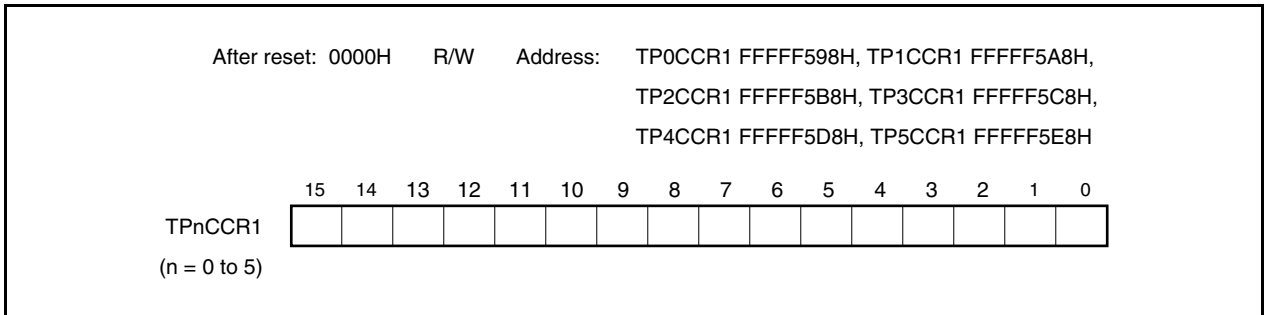 After reset: 0000H R/W Address: TP0CCR1 FFFFF598H, TP1CCR1 FFFFF5A8H,
TP2CCR1 FFFFF5B8H, TP3CCR1 FFFFF5C8H,
TP4CCR1 FFFFF5D8H, TP5CCR1 FFFFF5E8H
15 14 13 12 11 10 9 8 7 6 5 4 3 2 1 0
TPnCCR1
(n = 0 to 5)